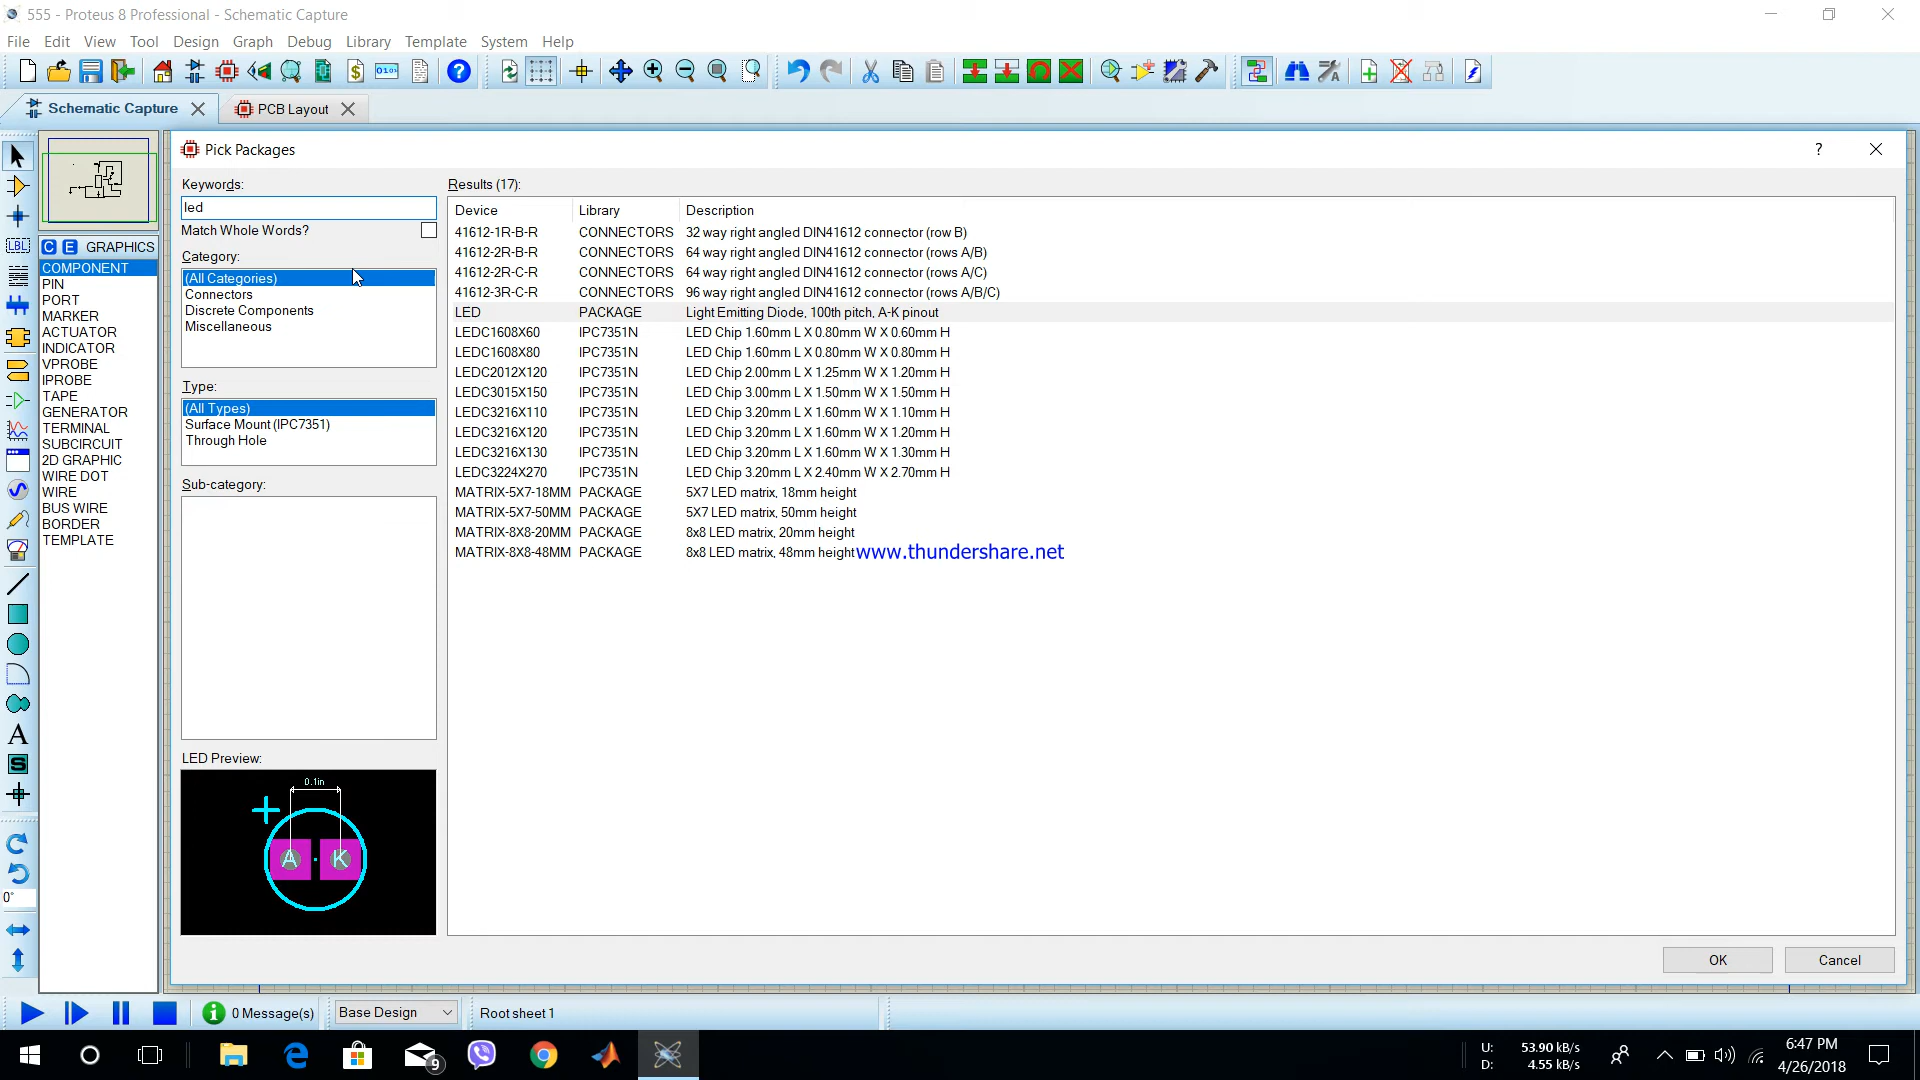 555 - Proteus 8 Professional - Schematic Capture
File Edit View Tool Design Graph Debug Library Template System Help
Schematic Capture PCB Layout
Pick Packages ?
Keywords:
led
Match Whole Words?
Category:
(All Categories)
Connectors
Discrete Components
Miscellaneous
Type:
(All Types)
Surface Mount (IPC7351)
Through Hole
Sub-category:
LED Preview:
0.1in
A K
Results (17):
Device Library Description
41612-1R-B-R CONNECTORS 32 way right angled DIN41612 connector (row B)
41612-2R-B-R CONNECTORS 64 way right angled DIN41612 connector (rows A/B)
41612-2R-C-R CONNECTORS 64 way right angled DIN41612 connector (rows A/C)
41612-3R-C-R CONNECTORS 96 way right angled DIN41612 connector (rows A/B/C)
LED PACKAGE Light Emitting Diode, 100th pitch, A-K pinout
LEDC1608X60 IPC7351N LED Chip 1.60mm L X 0.80mm W X 0.60mm H
LEDC1608X80 IPC7351N LED Chip 1.60mm L X 0.80mm W X 0.80mm H
LEDC2012X120 IPC7351N LED Chip 2.00mm L X 1.25mm W X 1.20mm H
LEDC3015X150 IPC7351N LED Chip 3.00mm L X 1.50mm W X 1.50mm H
LEDC3216X110 IPC7351N LED Chip 3.20mm L X 1.60mm W X 1.10mm H
LEDC3216X120 IPC7351N LED Chip 3.20mm L X 1.60mm W X 1.20mm H
LEDC3216X130 IPC7351N LED Chip 3.20mm L X 1.60mm W X 1.30mm H
LEDC3224X270 IPC7351N LED Chip 3.20mm L X 2.40mm W X 2.70mm H
MATRIX-5X7-18MM PACKAGE 5X7 LED matrix, 18mm height
MATRIX-5X7-50MM PACKAGE 5X7 LED matrix, 50mm height
MATRIX-8X8-20MM PACKAGE 8x8 LED matrix, 20mm height
MATRIX-8X8-48MM PACKAGE 8x8 LED matrix, 48mm height
www.thundershare.net
OK Cancel
C E GRAPHICS
COMPONENT
PIN
PORT
MARKER
ACTUATOR
INDICATOR
VPROBE
IPROBE
TAPE
GENERATOR
TERMINAL
SUBCIRCUIT
2D GRAPHIC
WIRE DOT
WIRE
BUS WIRE
BORDER
TEMPLATE
LBL
A
S
0°
0 Message(s) Base Design Root sheet 1
9
U: 53.90 kB/s
D: 4.55 kB/s
6:47 PM
4/26/2018